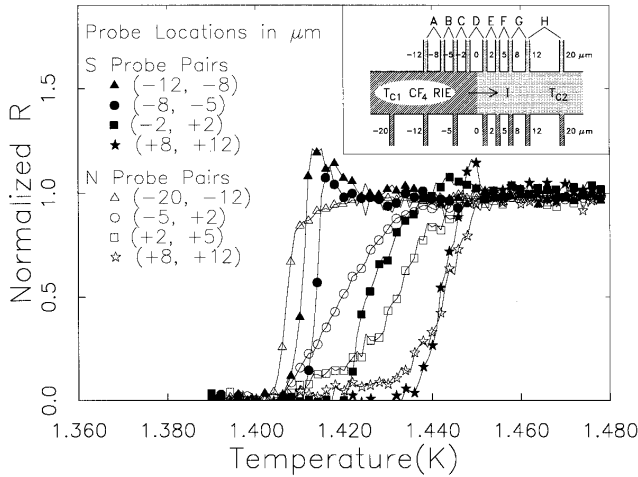 Probe Locations in μm
S Probe Pairs
(−12, −8)
(−8, −5)
(−2, +2)
(+8, +12)
N Probe Pairs
(−20, −12)
(−5, +2)
(+2, +5)
(+8, +12)
A B C D E F G H
−12 −8 −5 −2 0 2 5 8 12 20 μm
TC1 CF4 RIE I TC2
−20 −12 −5 0 2 5 8 12 20 μm
Normalized R
1.5
1.0
0.5
0.0
1.360 1.380 1.400 1.420 1.440 1.460 1.480
Temperature(K)